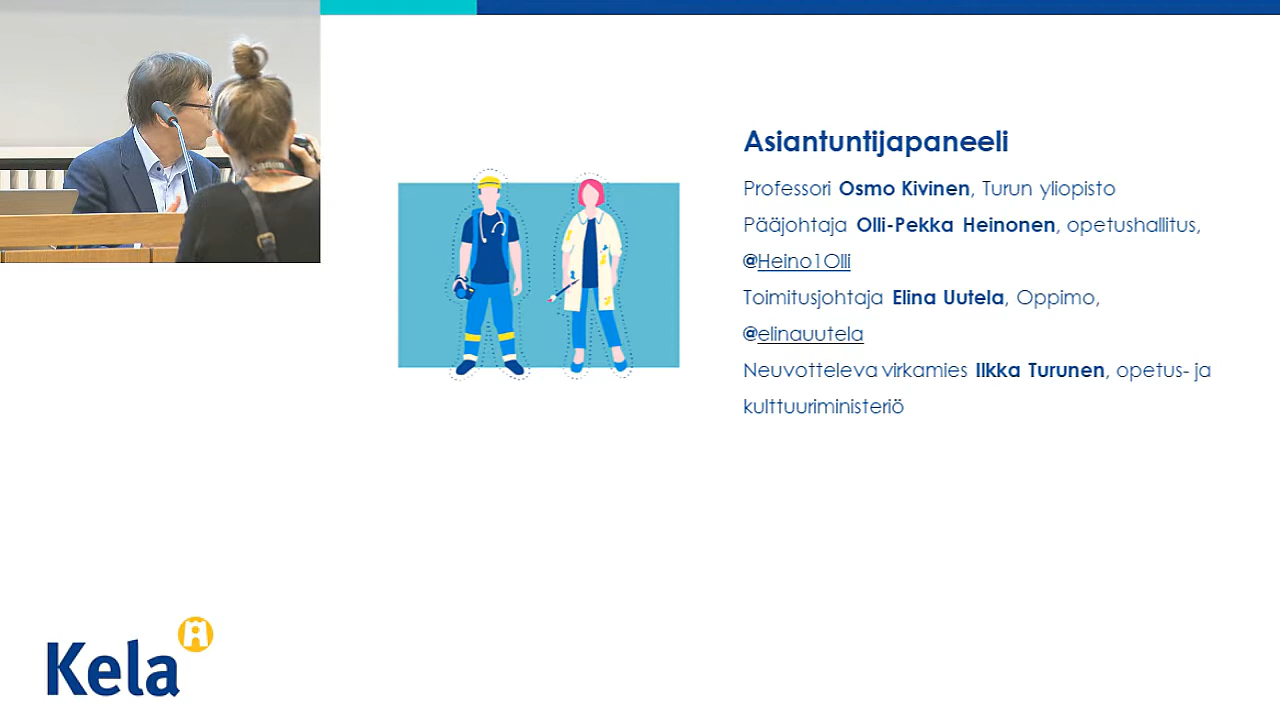 Asiantuntijapaneeli
Professori Osmo Kivinen, Turun yliopisto
Pääjohtaja Olli-Pekka Heinonen, opetushallitus,
@Heino1Olli
Toimitusjohtaja Elina Uutela, Oppimo,
@elinauutela
Neuvotteleva virkamies Ilkka Turunen, opetus- ja
kulttuuriministeriö
Kela